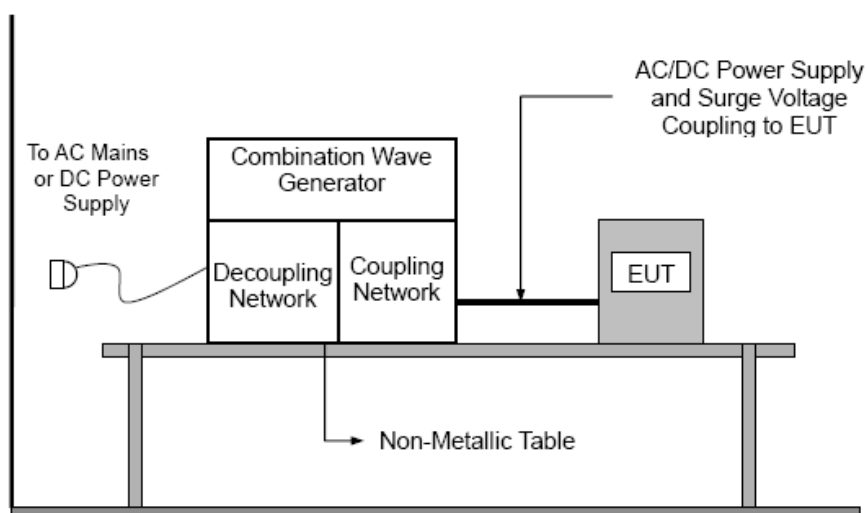 AC/DC Power Supply
and Surge Voltage
Coupling to EUT
To AC Mains
or DC Power
Supply
Combination Wave
Generator
Decoupling
Network
Coupling
Network
EUT
Non-Metallic Table